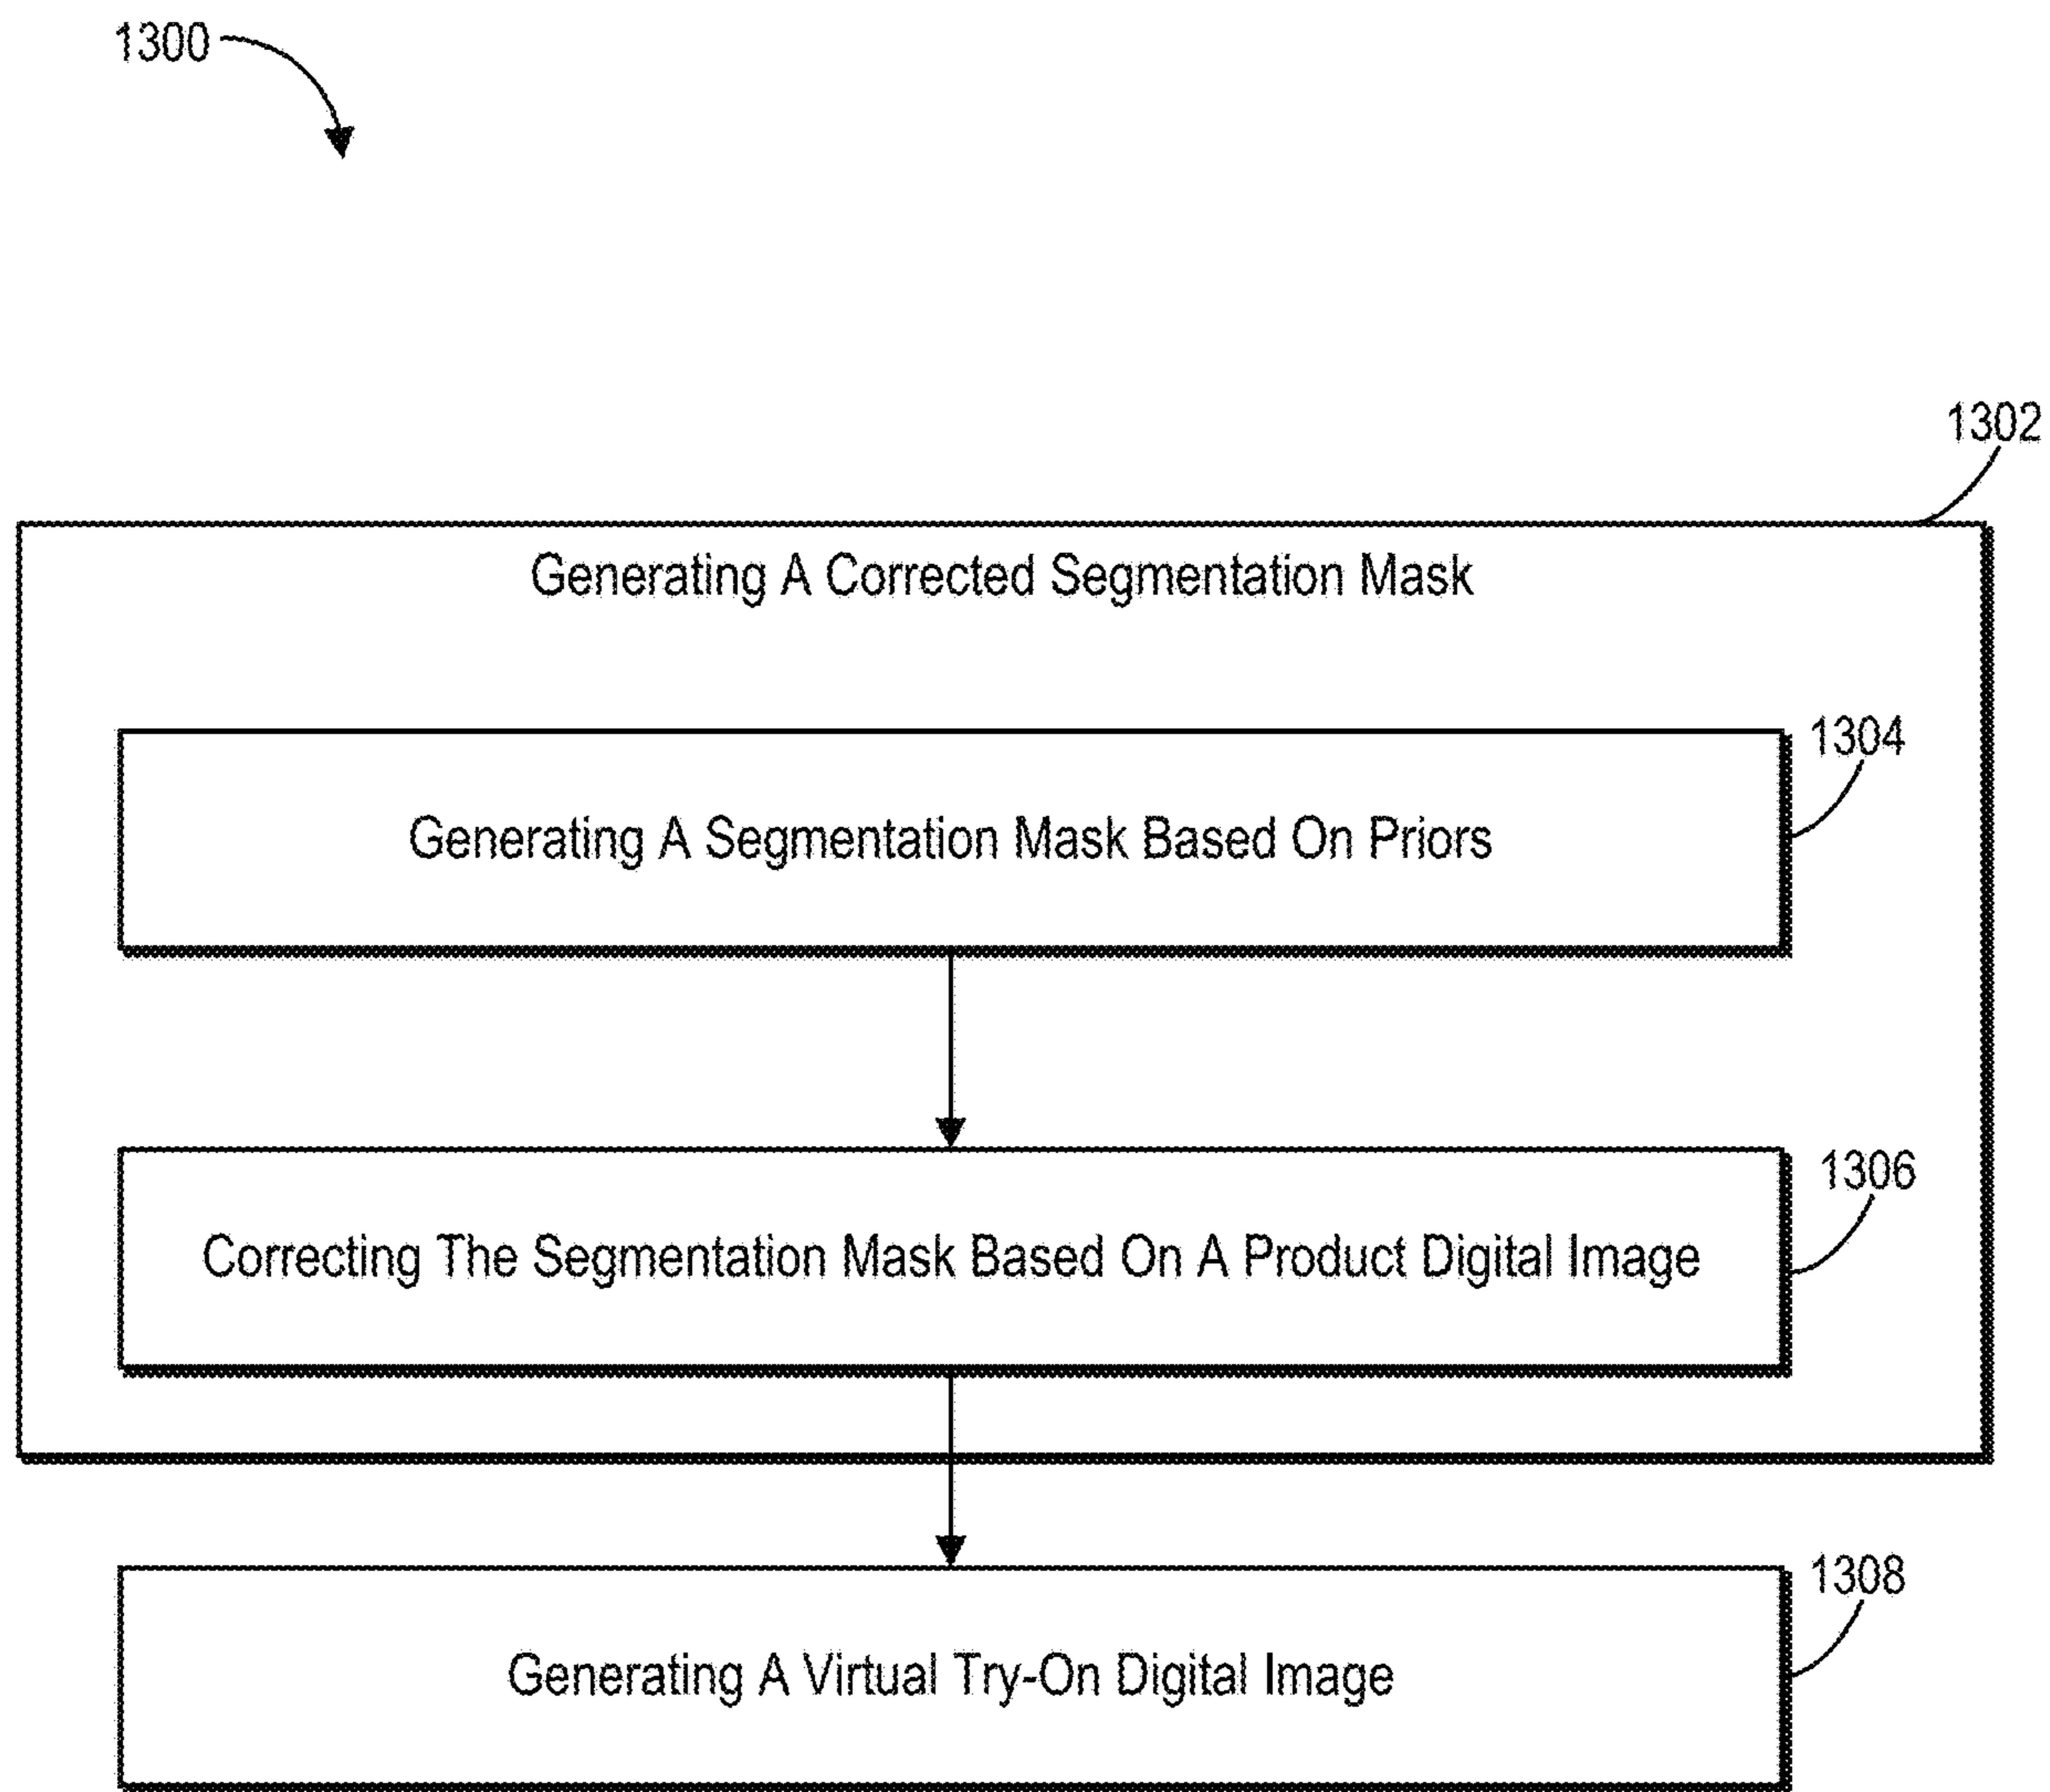 1300
1302
Generating A Corrected Segmentation Mask
1304
Generating A Segmentation Mask Based On Priors
1306
Correcting The Segmentation Mask Based On A Product Digital Image
1308
Generating A Virtual Try-On Digital Image